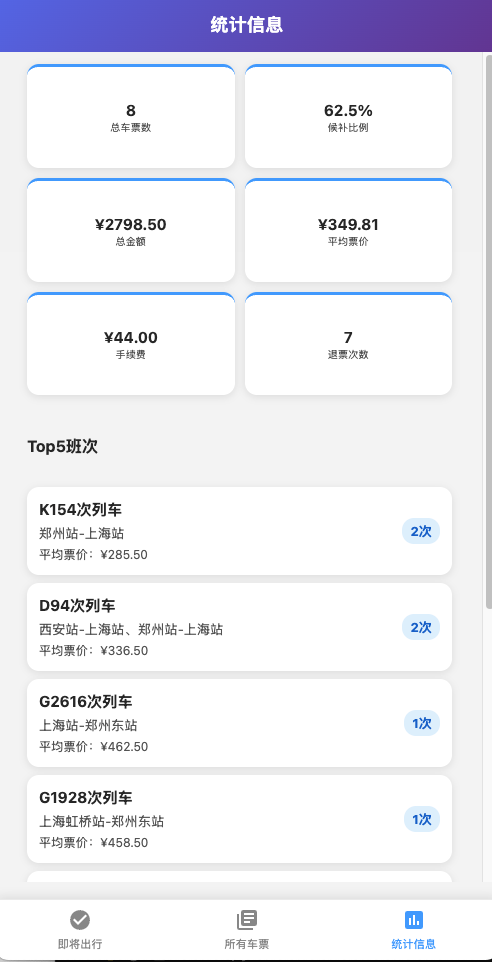 统计信息
8
总车票数
62.5%
候补比例
¥2798.50
总金额
¥349.81
平均票价
¥44.00
手续费
7
退票次数
Top5班次
K154次列车
郑州站-上海站
平均票价：¥285.50
2次
D94次列车
西安站-上海站、郑州站-上海站
平均票价：¥336.50
2次
G2616次列车
上海站-郑州东站
平均票价：¥462.50
1次
G1928次列车
上海虹桥站-郑州东站
平均票价：¥458.50
1次
即将出行
所有车票
统计信息